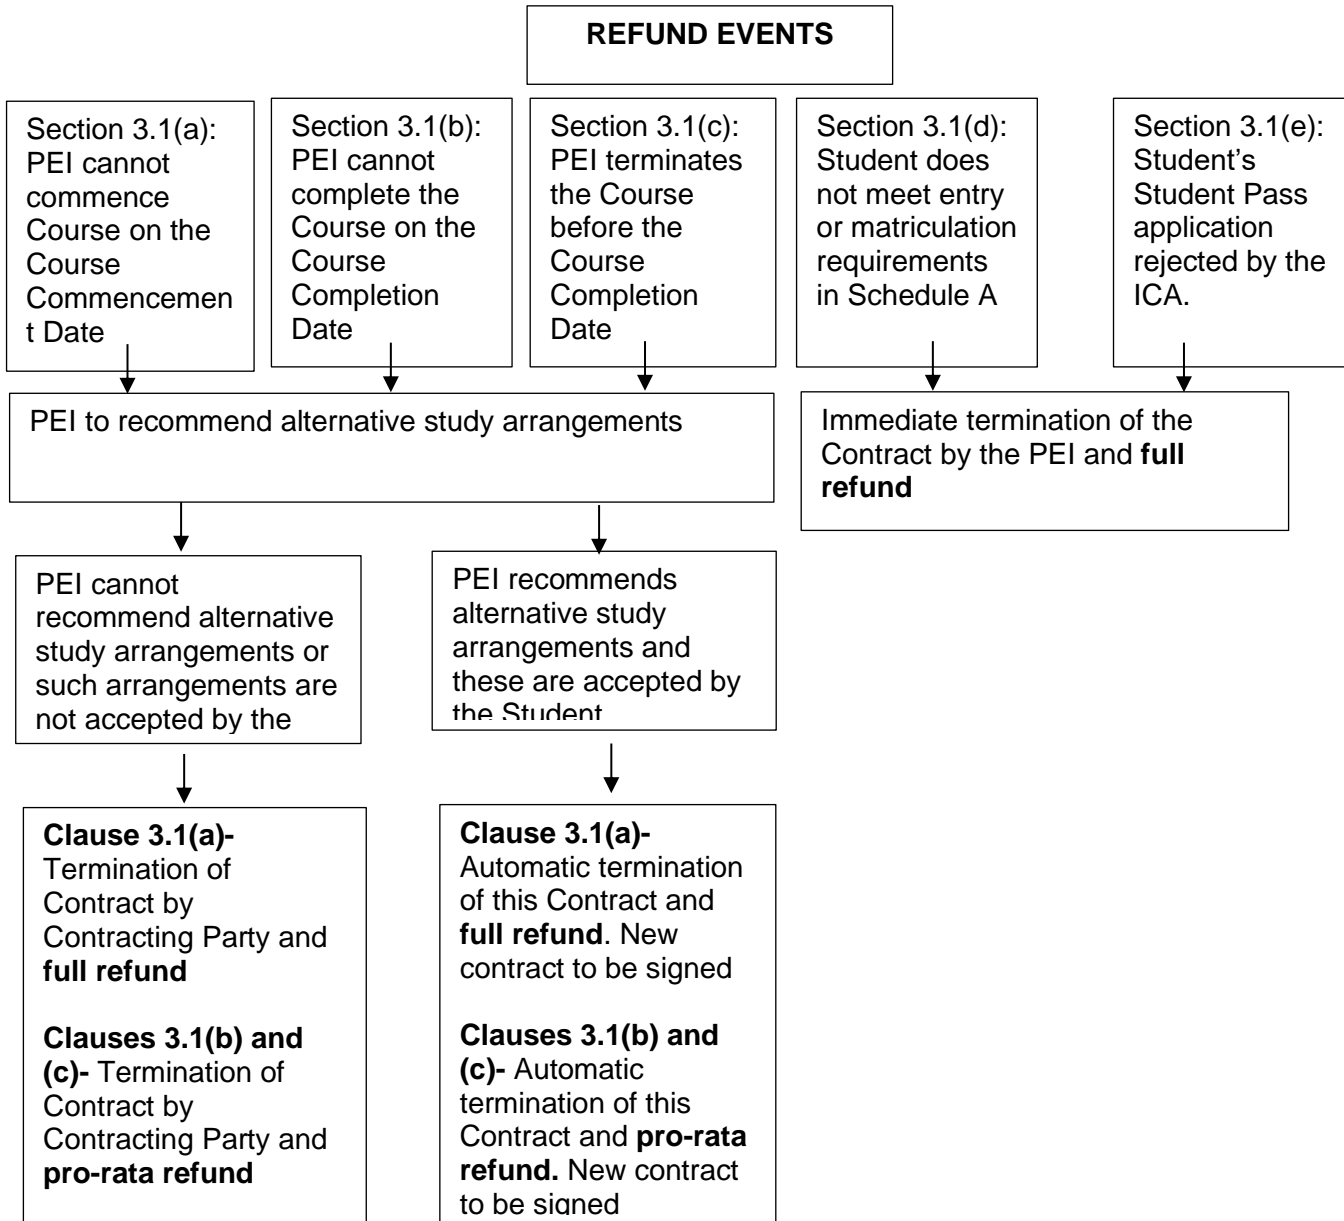 REFUND EVENTS
Section 3.1(a):
PEI cannot
commence
Course on the
Course
Commencemen
t Date
Section 3.1(b):
PEI cannot
complete the
Course on the
Course
Completion
Date
Section 3.1(c):
PEI terminates
the Course
before the
Course
Completion
Date
Section 3.1(d):
Student does
not meet entry
or matriculation
requirements
in Schedule A
Section 3.1(e):
Student’s
Student Pass
application
rejected by the
ICA.
PEI to recommend alternative study arrangements
Immediate termination of the
Contract by the PEI and full
refund
PEI cannot
recommend alternative
study arrangements or
such arrangements are
not accepted by the
PEI recommends
alternative study
arrangements and
these are accepted by
the Student
Clause 3.1(a)-
Termination of
Contract by
Contracting Party and
full refund
Clauses 3.1(b) and
(c)- Termination of
Contract by
Contracting Party and
pro-rata refund
Clause 3.1(a)-
Automatic termination
of this Contract and
full refund. New
contract to be signed
Clauses 3.1(b) and
(c)- Automatic
termination of this
Contract and pro-rata
refund. New contract
to be signed